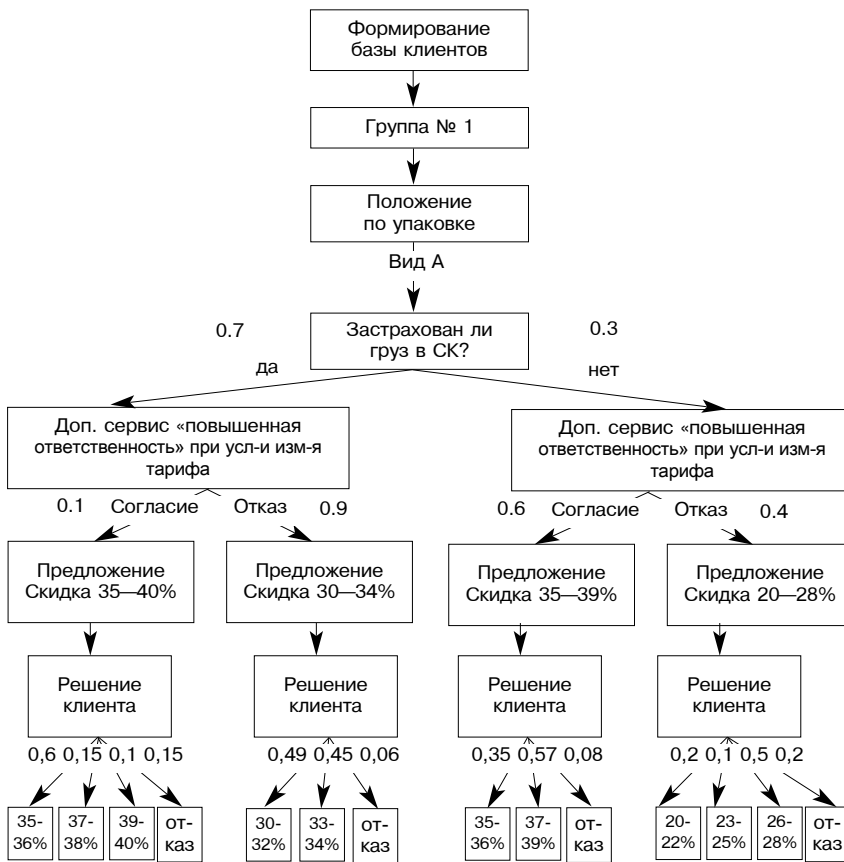 Формирование
базы клиентов
Группа № 1
Положение
по упаковке
Вид А
0.7
Застрахован ли
груз в СК?
0.3
да
нет
Доп. сервис «повышенная
ответственность» при усл-и изм-я
тарифа
Доп. сервис «повышенная
ответственность» при усл-и изм-я
тарифа
0.1 Согласие Отказ 0.9
0.6 Согласие Отказ 0.4
Предложение
Скидка 35—40%
Предложение
Скидка 30—34%
Предложение
Скидка 35—39%
Предложение
Скидка 20—28%
Решение
клиента
Решение
клиента
Решение
клиента
Решение
клиента
0,6 0,15 0,1 0,15
0,49 0,45 0,06
0,35 0,57 0,08
0,2 0,1 0,5 0,2
35-
36%
37-
38%
39-
40%
от-
каз
30-
32%
33-
34%
от-
каз
35-
36%
37-
39%
от-
каз
20-
22%
23-
25%
26-
28%
от-
каз